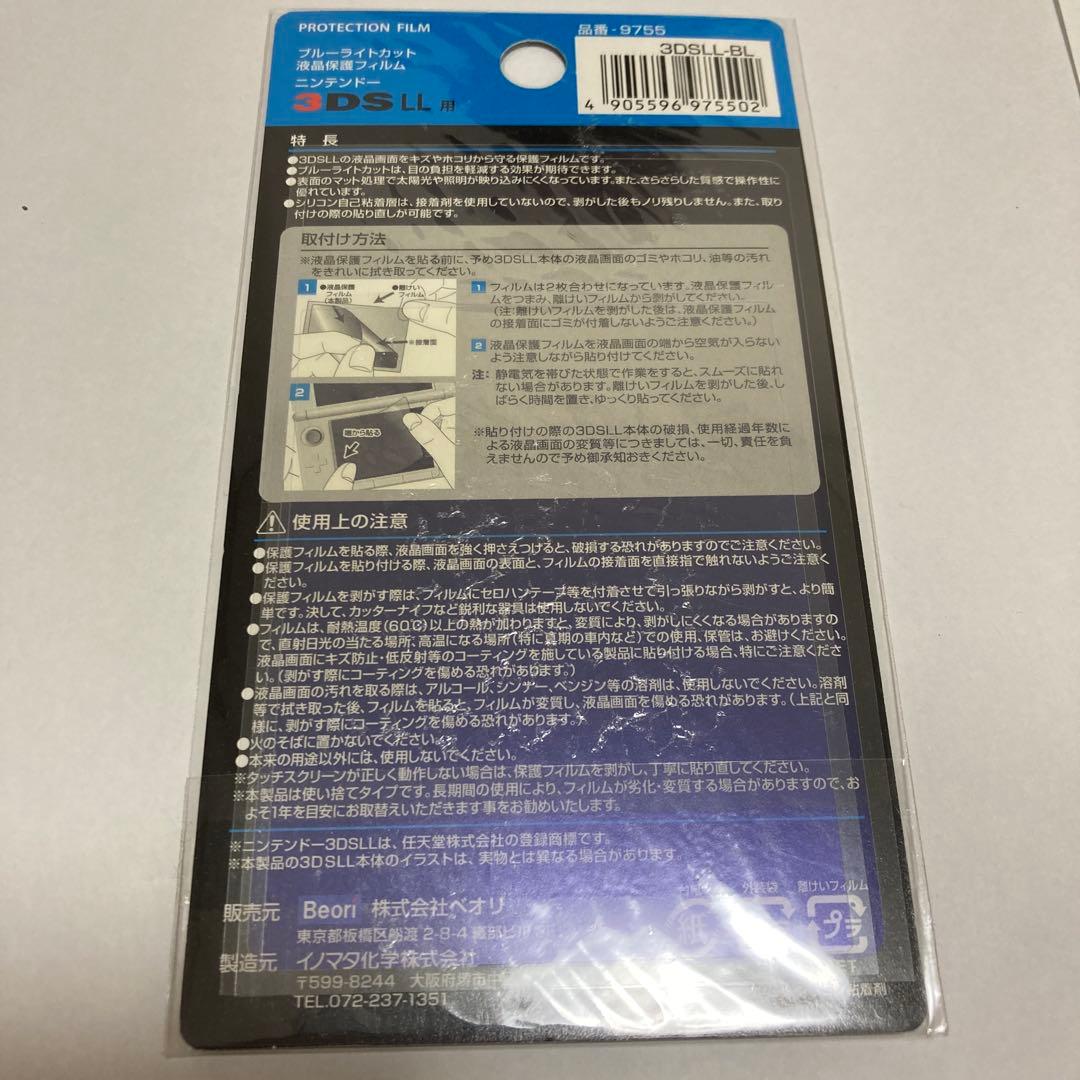 PROTECTION FILM
ブルーライトカット
液晶保護フィルム
ニンテンドー
3DS LL 用
品番-9755
3DSLL-BL
4 905596 975502
特 長
●3DSLLの液晶画面をキズやホコリから守る保護フィルムです。
●ブルーライトカットは、目の負担を軽減する効果が期待できます。
●表面のマット処理で太陽光や照明が映り込みにくくなっています。また、さらさらした質感で操作性に
優れています。
●シリコン自己粘着層は、接着剤を使用していないので、剥がした後もノリ残りしません。また、取り
付けの際の貼り直しが可能です。
取付け方法
※液晶保護フィルムを貼る前に、予め3DSLL本体の液晶画面のゴミやホコリ、油等の汚れ
をきれいに拭き取ってください。
1
●液晶保護
フィルム
(本製品)
●離けい
フィルム
※接着面
2
端から貼る
1 フィルムは2枚合わせになっています。液晶保護フィル
ムをつまみ、離けいフィルムから剥がしてください。
(注:離けいフィルムを剥がした後は、液晶保護フィルム
の接着面にゴミが付着しないようご注意ください。)
2 液晶保護フィルムを液晶画面の端から空気が入らない
よう注意しながら貼り付けてください。
注: 静電気を帯びた状態で作業をすると、スムーズに貼れ
ない場合があります。離けいフィルムを剥がした後、し
ばらく時間を置き、ゆっくり貼ってください。
※貼り付けの際の3DSLL本体の破損、使用経過年数に
よる液晶画面の変質等につきましては、一切、責任を負
えませんので予め御承知おきください。
使用上の注意
●保護フィルムを貼る際、液晶画面を強く押さえつけると、破損する恐れがありますのでご注意ください。
●保護フィルムを貼り付ける際、液晶画面の表面と、フィルムの接着面を直接指で触れないようご注意く
ださい。
●保護フィルムを剥がす際は、フィルムにセロハンテープ等を付着させて引っ張りながら剥がすと、より簡
単です。決して、カッターナイフなど鋭利な器具は使用しないでください。
●フィルムは、耐熱温度(60℃)以上の熱が加わりますと、変質により、剥がしにくくなる場合がありますの
で、直射日光の当たる場所、高温になる場所(特に真夏の車内など)での使用、保管は、お避けください。
液晶画面にキズ防止・低反射等のコーティングを施している製品に貼り付ける場合、特にご注意くださ
い。(剥がす際にコーティングを傷める恐れがあります。)
●液晶画面の汚れを取る際は、アルコール、シンナー、ベンジン等の溶剤は、使用しないでください。溶剤
等で拭き取った後、フィルムを貼ると、フィルムが変質し、液晶画面を傷める恐れがあります。(上記と同
様に、剥がす際にコーティングを傷める恐れがあります。)
●火のそばに置かないでください。
●本来の用途以外には、使用しないでください。
※タッチスクリーンが正しく動作しない場合は、保護フィルムを剥がし、丁寧に貼り直してください。
※本製品は使い捨てタイプです。長期間の使用により、フィルムが劣化・変質する場合がありますので、お
よそ1年を目安にお取替えいただきます事をお勧めいたします。
※ニンテンドー3DSLLは、任天堂株式会社の登録商標です。
※本製品の3DSLL本体のイラストは、実物とは異なる場合があります。
販売元 Beori 株式会社ベオリ
東京都板橋区舟渡 2-8-4
製造元 イノマタ化学株式会社
〒599-8244 大阪府堺市中
TEL.072-237-1351
外装袋
離けいフィルム
紙
プラ
粘着剤